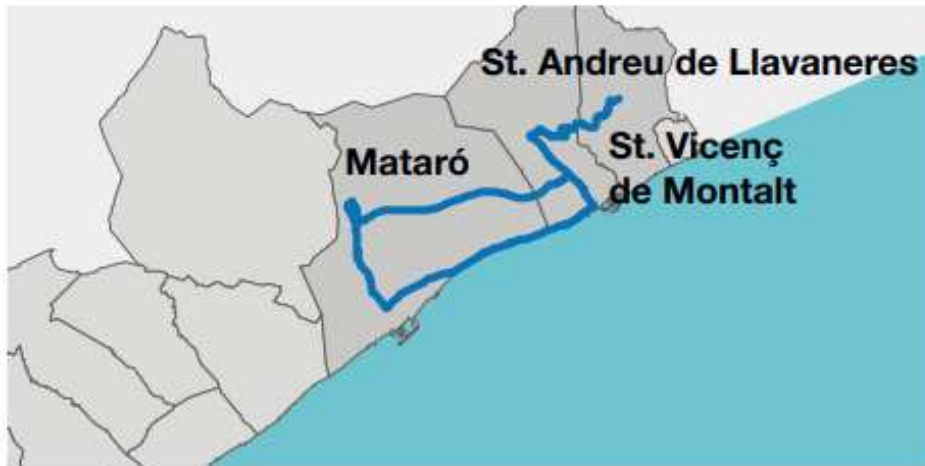 St. Andreu de Llavaneres
Mataró
St. Vicenç
de Montalt